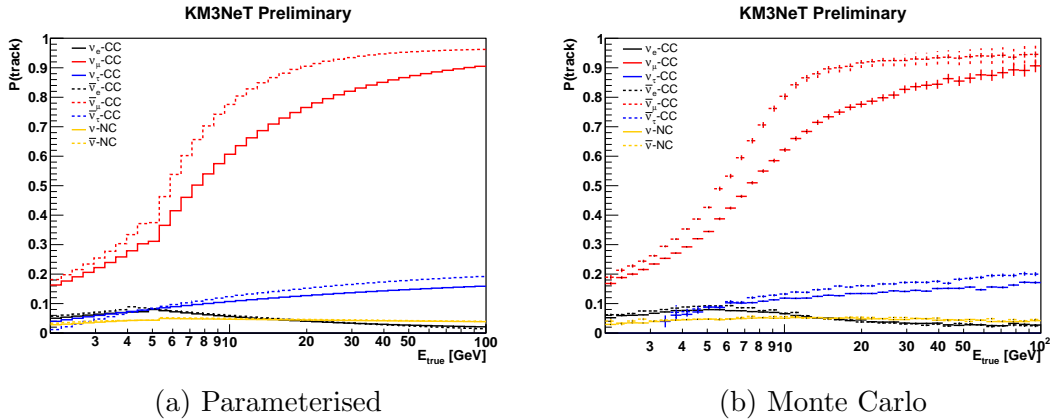 KM3NeT Preliminary
P(track)
1
0.9
0.8
0.7
0.6
0.5
0.4
0.3
0.2
0.1
0
νe-CC
νμ-CC
ντ-CC
ν̅e-CC
ν̅μ-CC
ν̅τ-CC
ν-NC
ν̅-NC
3 4 5 6 7 8 910 20 30 40 50 100
Etrue [GeV]
(a) Parameterised
KM3NeT Preliminary
P(track)
1
0.9
0.8
0.7
0.6
0.5
0.4
0.3
0.2
0.1
0
νe-CC
νμ-CC
ντ-CC
ν̅e-CC
ν̅μ-CC
ν̅τ-CC
ν-NC
ν̅-NC
3 4 5 6 7 8 910 20 30 40 50 10²
Etrue [GeV]
(b) Monte Carlo